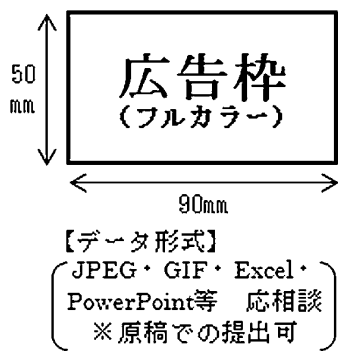 50
mm
広告枠
(フルカラー)
90mm
【データ形式】
JPEG・GIF・Excel・
PowerPoint等　応相談
※原稿での提出可